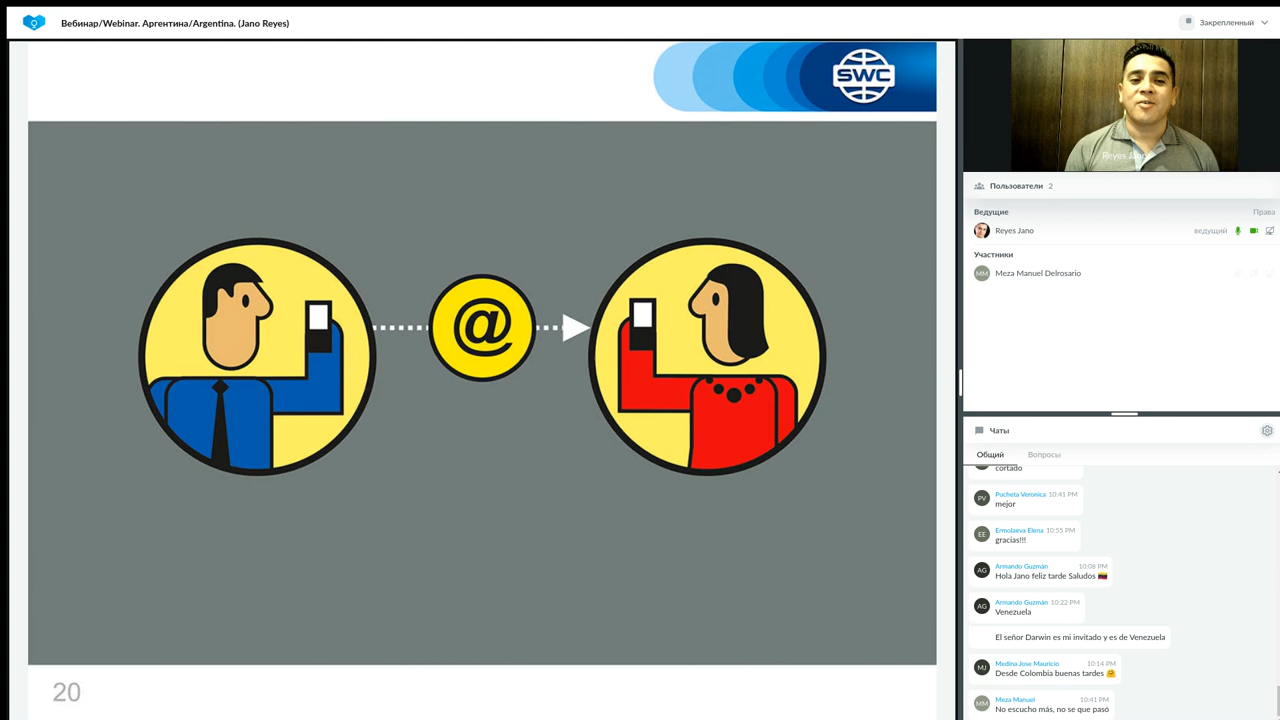 Вебинар/Webinar. Аргентина/Argentina. (Jano Reyes)
Закрепленный
SWC
@
20
Reyes Jano
Пользователи 2
Ведущие Права
Reyes Jano ведущий
Участники
MM Meza Manuel Delrosario
Чаты
Общий Вопросы
cortado
PV Pucheta Veronica 10:41 PM
mejor
EE Ermolaeva Elena 10:55 PM
gracias!!!
AG Armando Guzmán 10:08 PM
Hola Jano feliz tarde Saludos 🇻🇪
AG Armando Guzmán 10:22 PM
Venezuela
El señor Darwin es mi invitado y es de Venezuela
MJ Medina Jose Mauricio 10:14 PM
Desde Colombia buenas tardes 🤗
MM Meza Manuel 10:41 PM
No escucho más, no se que pasó